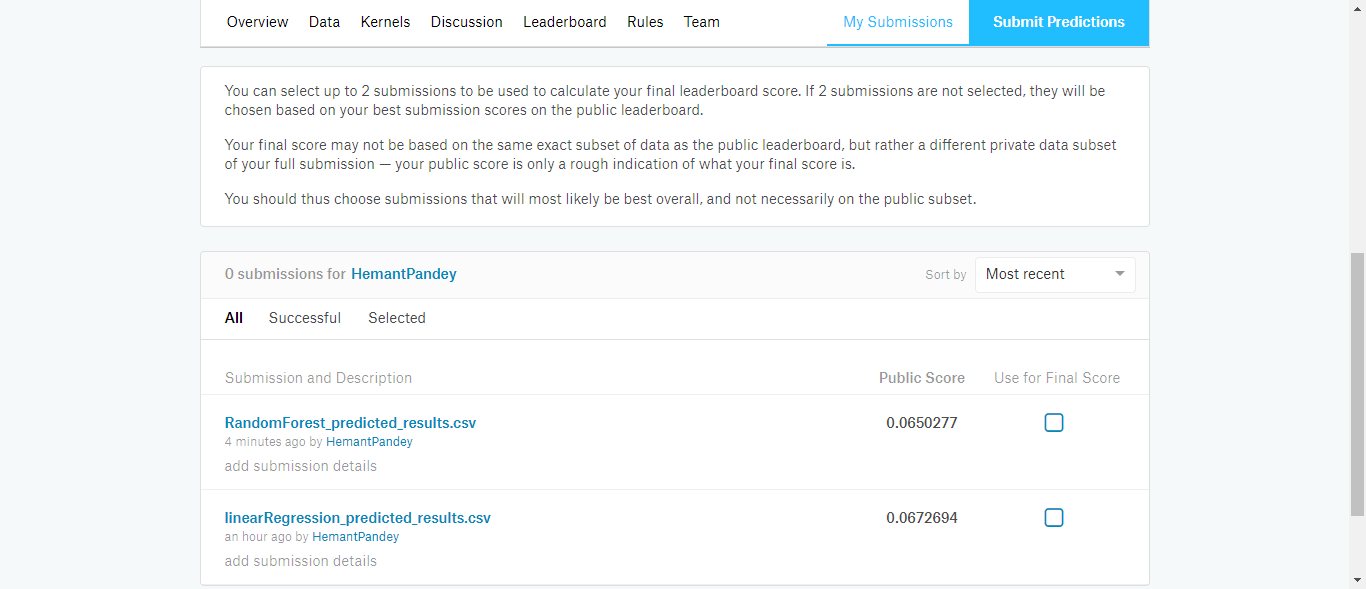 Overview Data Kernels Discussion Leaderboard Rules Team My Submissions Submit Predictions
You can select up to 2 submissions to be used to calculate your final leaderboard score. If 2 submissions are not selected, they will be
chosen based on your best submission scores on the public leaderboard.
Your final score may not be based on the same exact subset of data as the public leaderboard, but rather a different private data subset
of your full submission — your public score is only a rough indication of what your final score is.
You should thus choose submissions that will most likely be best overall, and not necessarily on the public subset.
0 submissions for HemantPandey Sort by Most recent
All Successful Selected
Submission and Description Public Score Use for Final Score
RandomForest_predicted_results.csv 0.0650277
4 minutes ago by HemantPandey
add submission details
linearRegression_predicted_results.csv 0.0672694
an hour ago by HemantPandey
add submission details